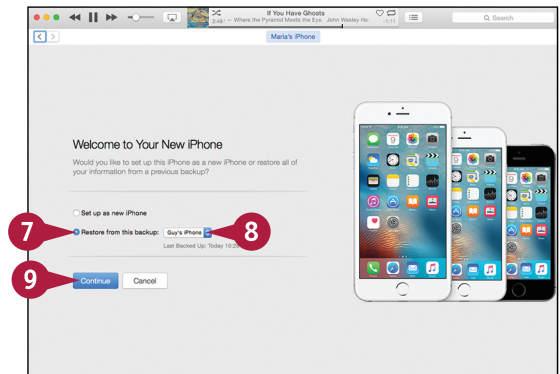 If You Have Ghosts
2:49 — Where the Pyramid Meets the Eye - John Wesley
-1:11
Search
Maria's iPhone
Welcome to Your New iPhone
Would you like to set up this iPhone as a new iPhone or restore all of
your information from a previous backup?
Set up as new iPhone
7
Restore from this backup:
Guy's iPhone
8
Last Backed Up: Today
9
Continue
Cancel